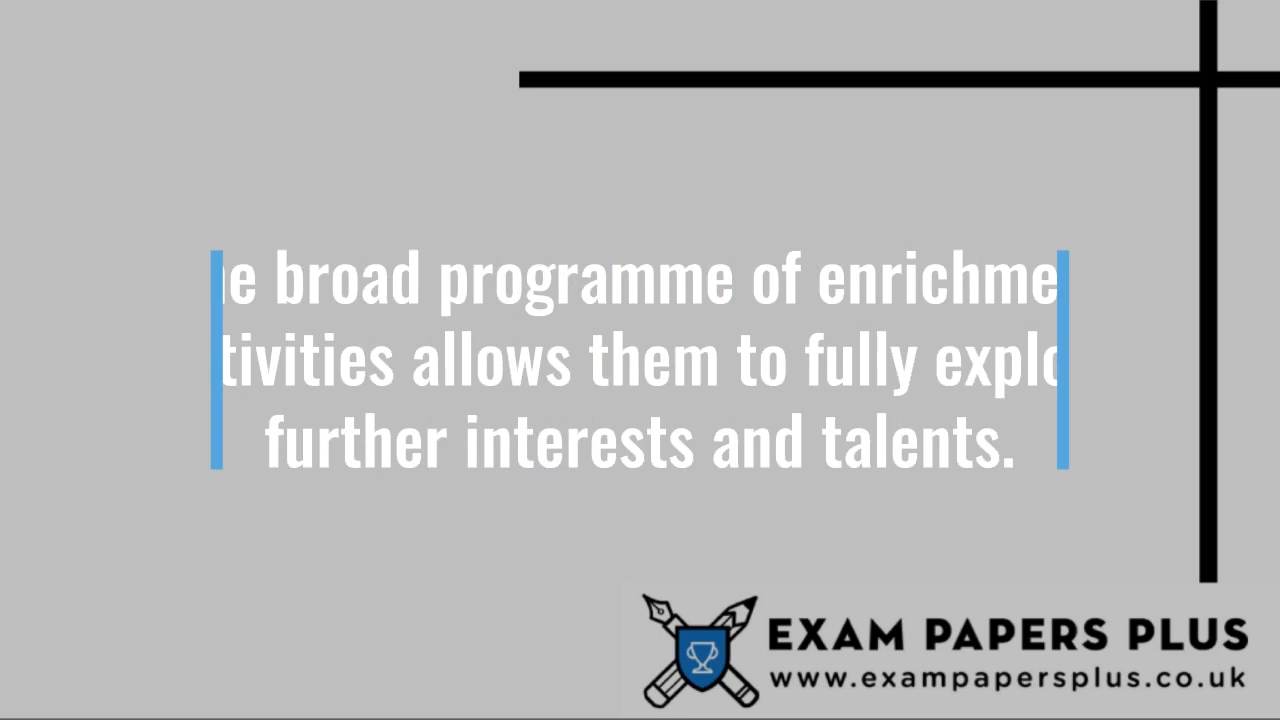 e broad programme of enrichme
tivities allows them to fully explo
further interests and talents.
EXAM PAPERS PLUS
www.exampapersplus.co.uk